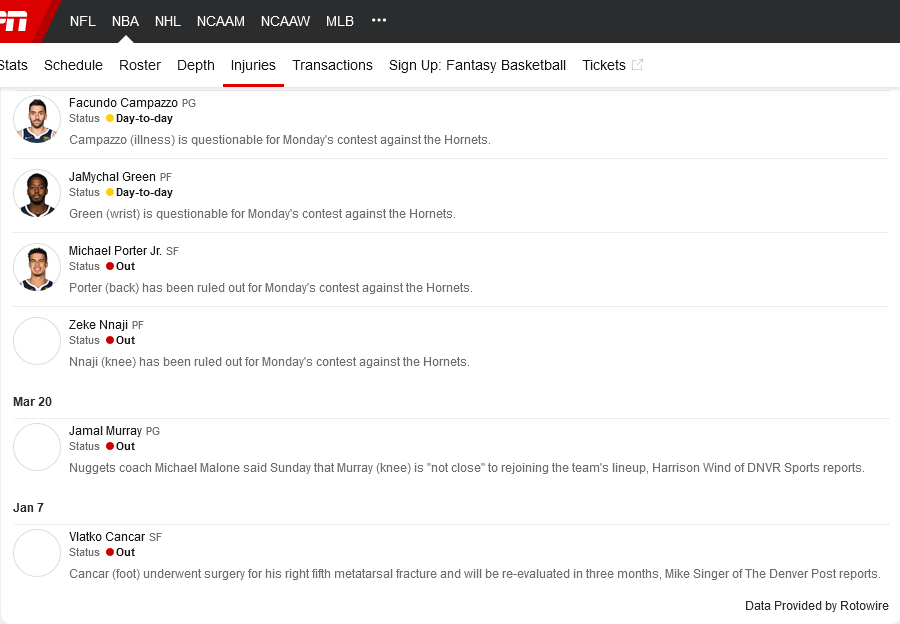 NFL NBA NHL NCAAM NCAAW MLB •••
Stats Schedule Roster Depth Injuries Transactions Sign Up: Fantasy Basketball Tickets
Facundo Campazzo PG
Status Day-to-day
Campazzo (illness) is questionable for Monday's contest against the Hornets.
JaMychal Green PF
Status Day-to-day
Green (wrist) is questionable for Monday's contest against the Hornets.
Michael Porter Jr. SF
Status Out
Porter (back) has been ruled out for Monday's contest against the Hornets.
Zeke Nnaji PF
Status Out
Nnaji (knee) has been ruled out for Monday's contest against the Hornets.
Mar 20
Jamal Murray PG
Status Out
Nuggets coach Michael Malone said Sunday that Murray (knee) is "not close" to rejoining the team's lineup, Harrison Wind of DNVR Sports reports.
Jan 7
Vlatko Cancar SF
Status Out
Cancar (foot) underwent surgery for his right fifth metatarsal fracture and will be re-evaluated in three months, Mike Singer of The Denver Post reports.
Data Provided by Rotowire